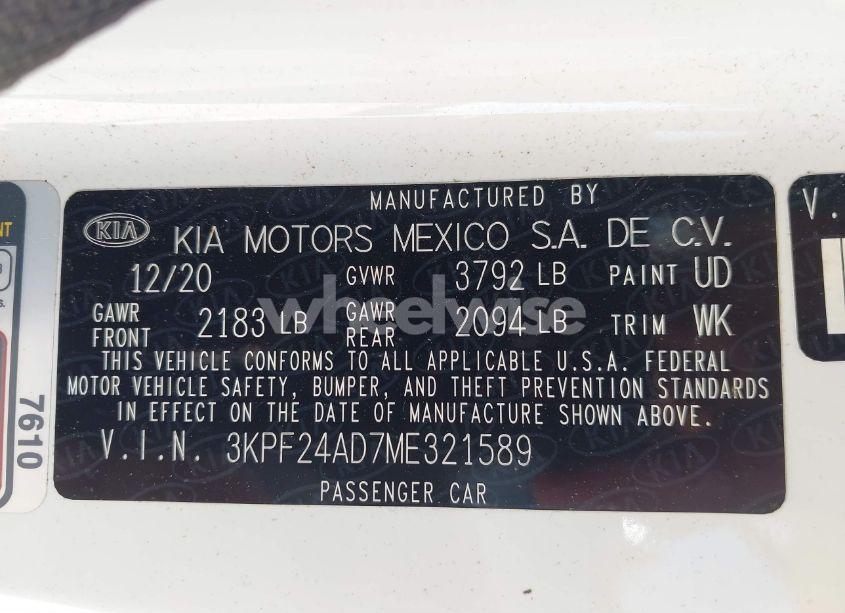 MANUFACTURED BY
KIA KIA MOTORS MEXICO S.A. DE C.V.
12/20 GVWR 3792 LB PAINT UD
GAWR FRONT 2183 LB GAWR REAR 2094 LB TRIM WK
wheelwise
THIS VEHICLE CONFORMS TO ALL APPLICABLE U.S.A. FEDERAL
MOTOR VEHICLE SAFETY, BUMPER, AND THEFT PREVENTION STANDARDS
IN EFFECT ON THE DATE OF MANUFACTURE SHOWN ABOVE.
V.I.N. 3KPF24AD7ME321589
PASSENGER CAR
7610
V.